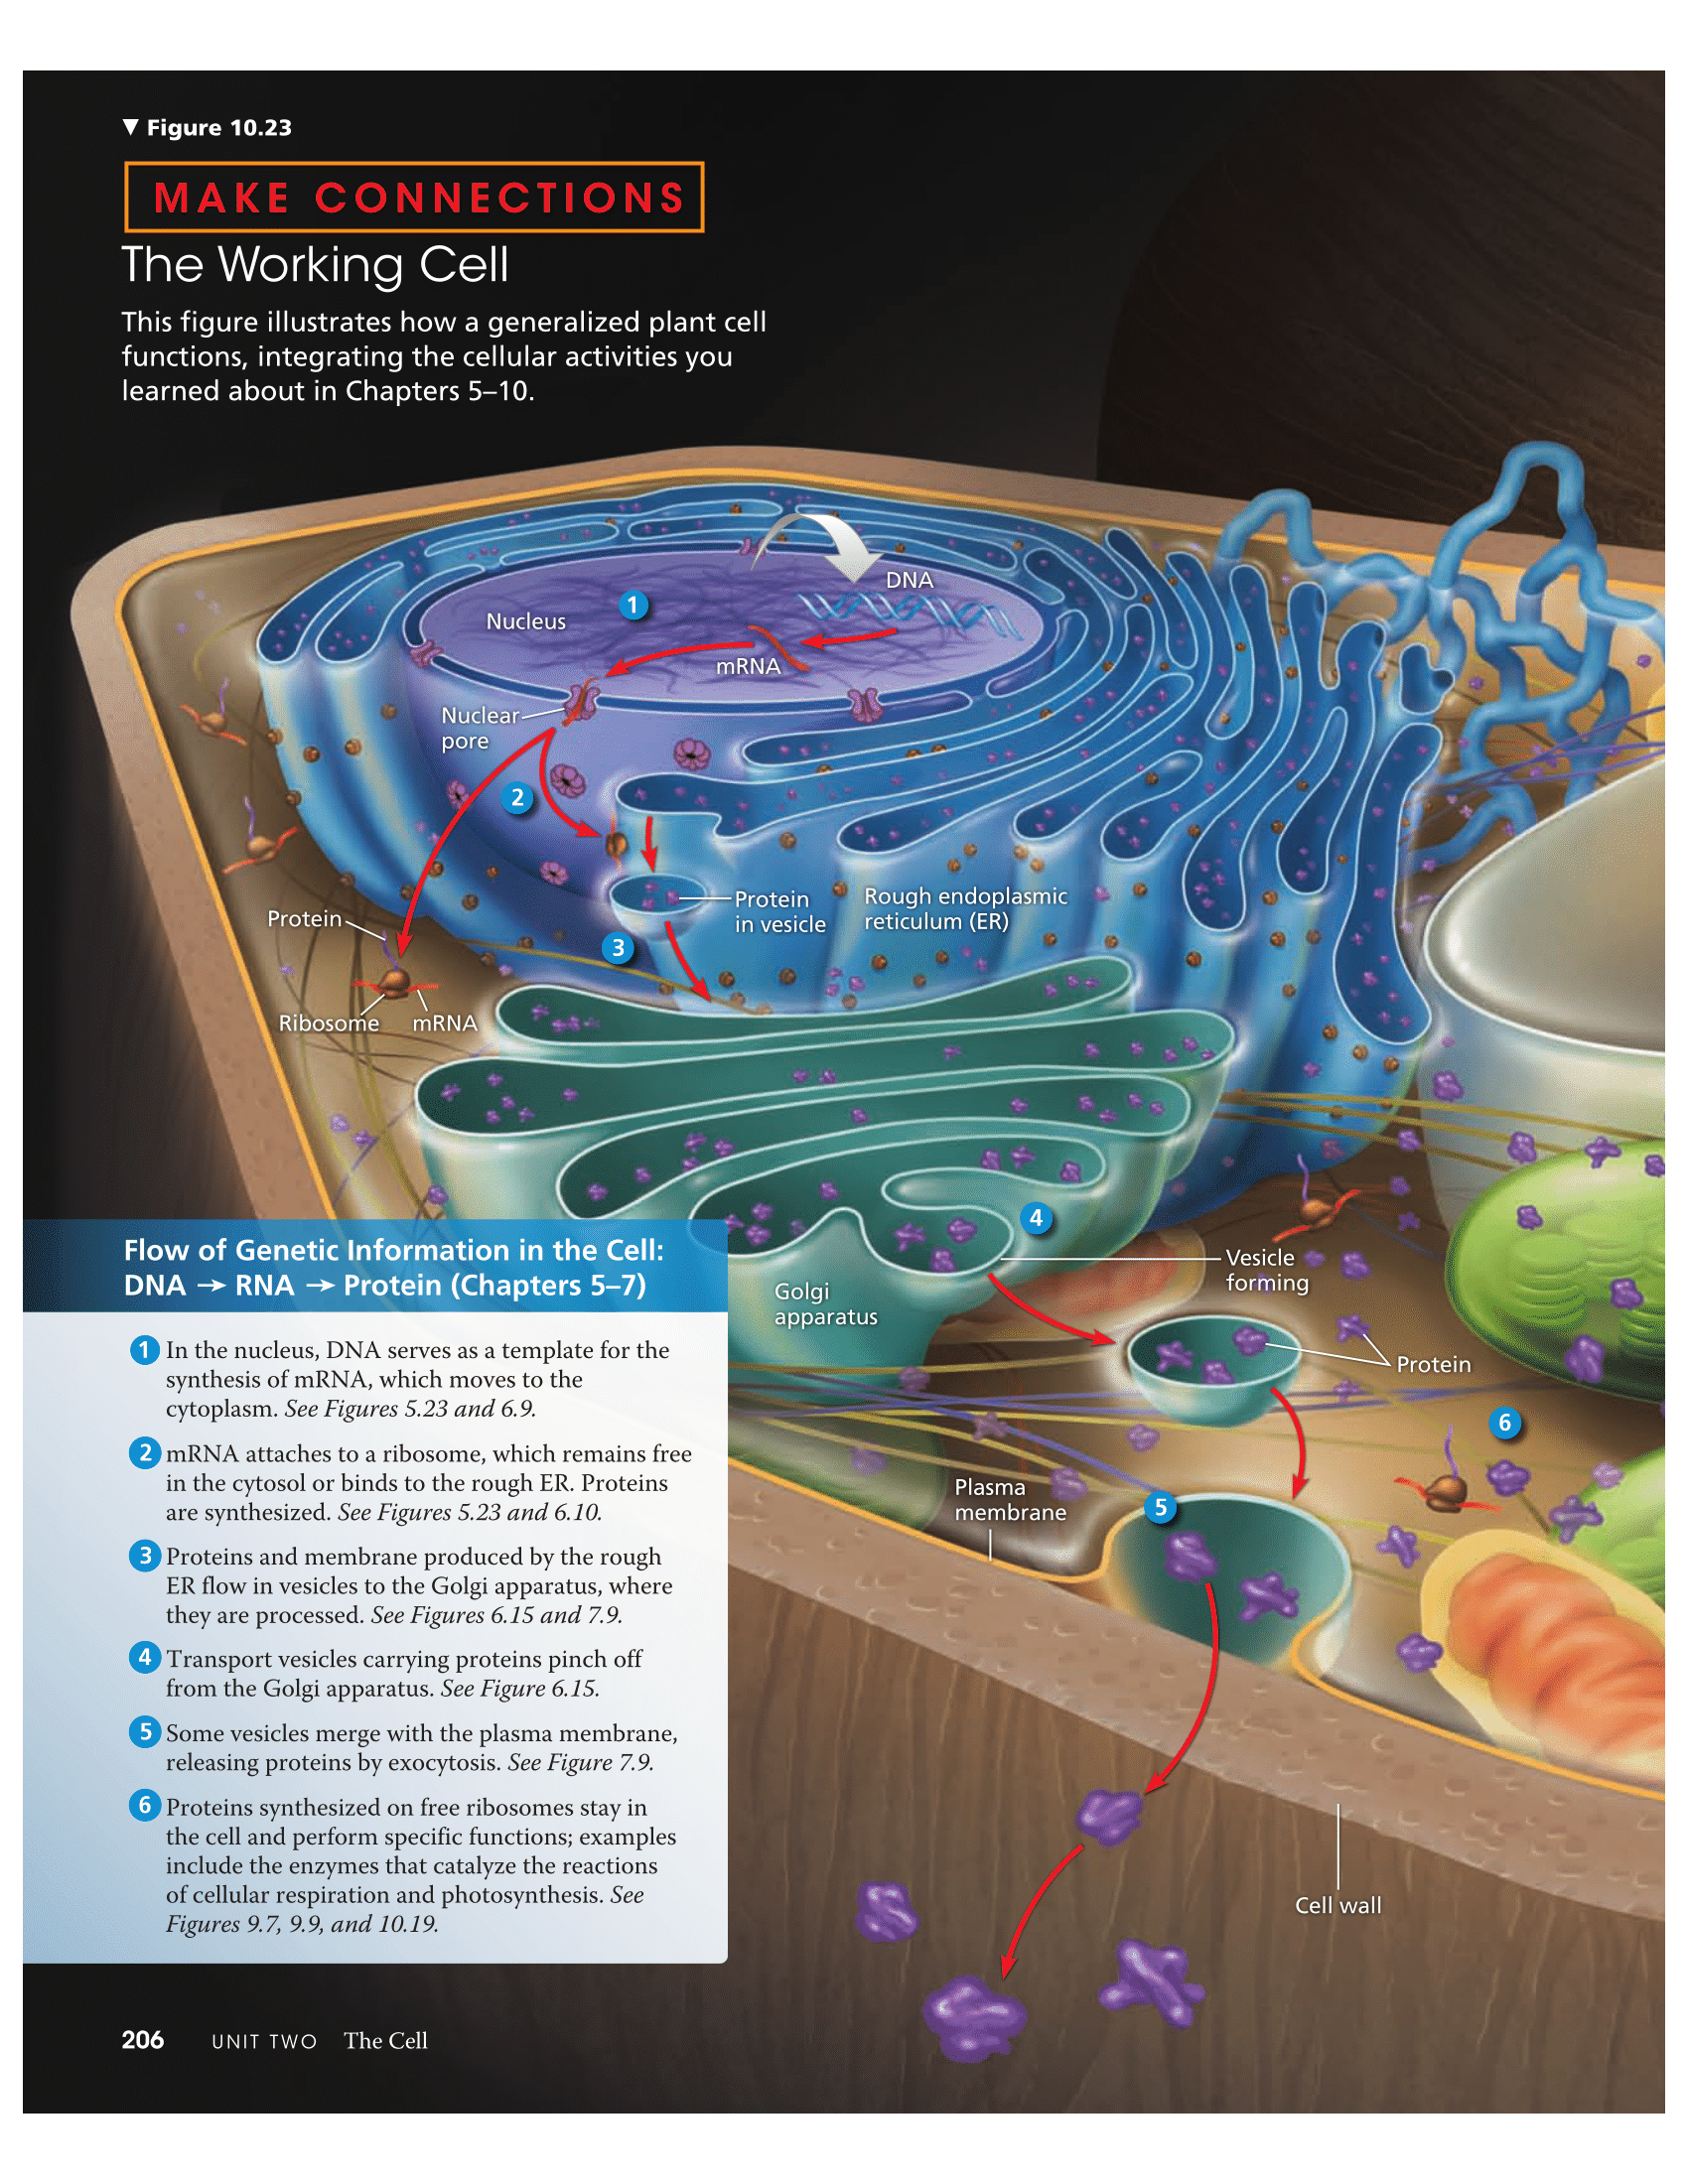 ▼ Figure 10.23
MAKE CONNECTIONS
The Working Cell
This figure illustrates how a generalized plant cell
functions, integrating the cellular activities you
learned about in Chapters 5–10.
DNA
Nucleus
1
mRNA
Nuclear
pore
2
Protein
in vesicle
Rough endoplasmic
reticulum (ER)
Protein
3
Ribosome
mRNA
4
Vesicle
forming
Golgi
apparatus
Protein
6
Plasma
membrane
5
Cell wall
Flow of Genetic Information in the Cell:
DNA → RNA → Protein (Chapters 5–7)
1 In the nucleus, DNA serves as a template for the
synthesis of mRNA, which moves to the
cytoplasm. See Figures 5.23 and 6.9.
2 mRNA attaches to a ribosome, which remains free
in the cytosol or binds to the rough ER. Proteins
are synthesized. See Figures 5.23 and 6.10.
3 Proteins and membrane produced by the rough
ER flow in vesicles to the Golgi apparatus, where
they are processed. See Figures 6.15 and 7.9.
4 Transport vesicles carrying proteins pinch off
from the Golgi apparatus. See Figure 6.15.
5 Some vesicles merge with the plasma membrane,
releasing proteins by exocytosis. See Figure 7.9.
6 Proteins synthesized on free ribosomes stay in
the cell and perform specific functions; examples
include the enzymes that catalyze the reactions
of cellular respiration and photosynthesis. See
Figures 9.7, 9.9, and 10.19.
206 UNIT TWO The Cell